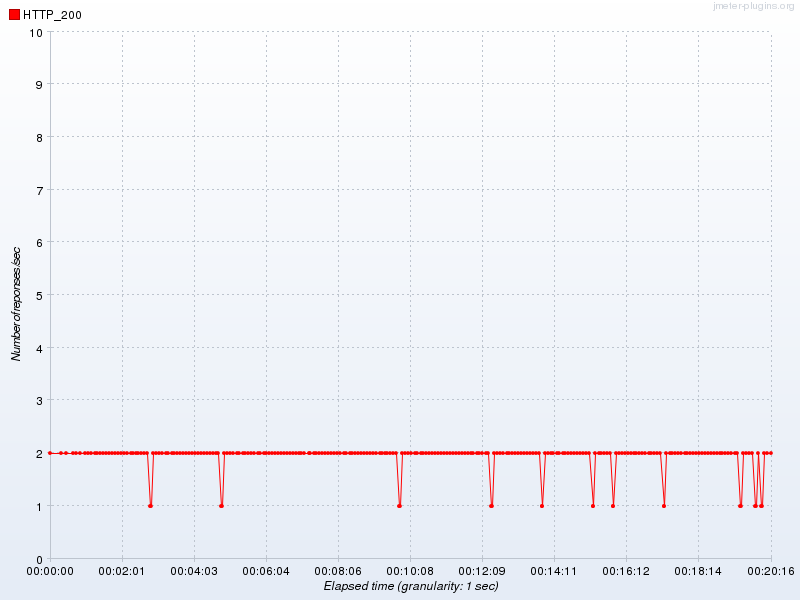 jmeter-plugins.org
HTTP_200
10
9
8
7
6
5
4
3
2
1
0
Number of reponses/sec
00:00:00 00:02:01 00:04:03 00:06:04 00:08:06 00:10:08 00:12:09 00:14:11 00:16:12 00:18:14 00:20:16
Elapsed time (granularity: 1 sec)